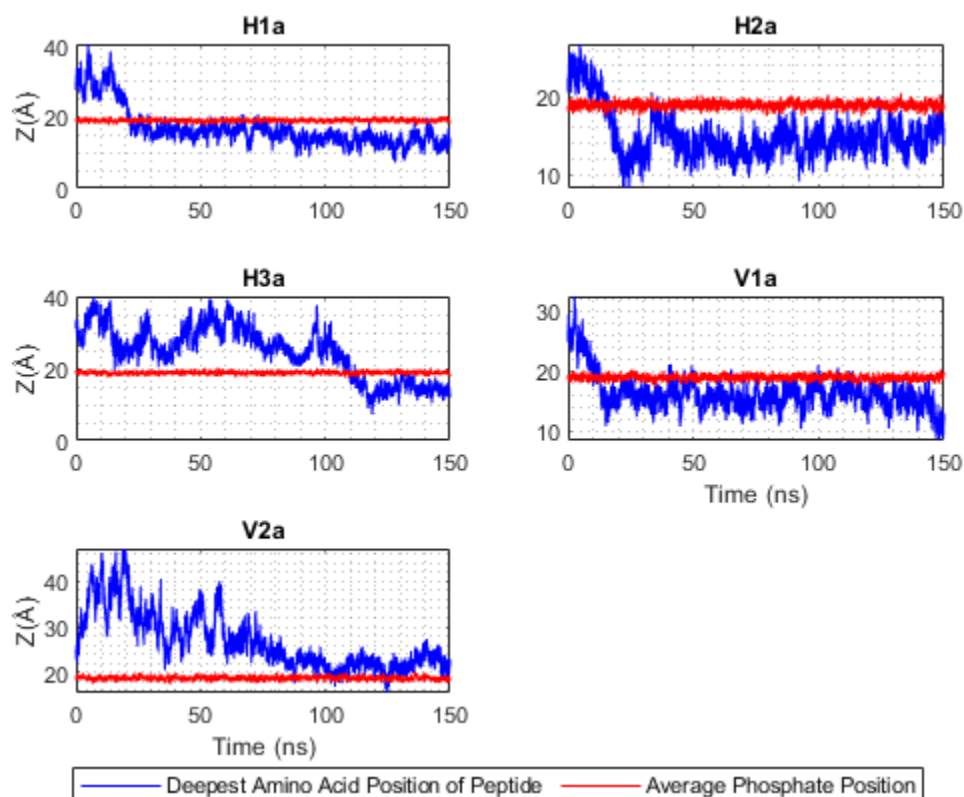 H1a
H2a
40
20
0
Z(Å)
0 50 100 150
20
10
0 50 100 150
H3a
V1a
40
20
0
0 50 100 150
30
20
10
0 50 100 150
Time (ns)
V2a
40
30
20
Z(Å)
0 50 100 150
Time (ns)
Deepest Amino Acid Position of Peptide
Average Phosphate Position